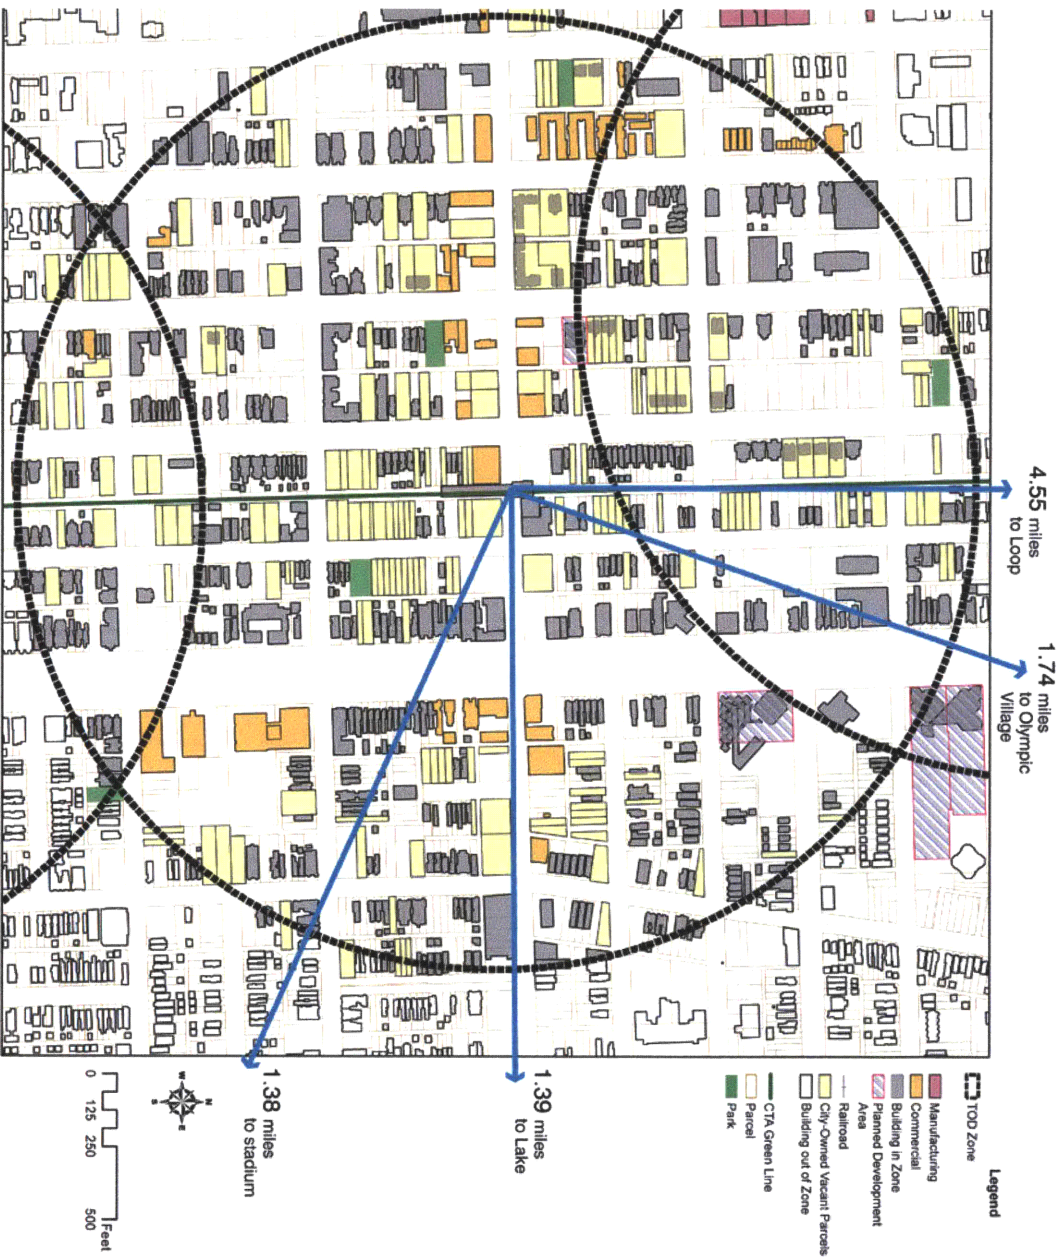 4.55 miles
to Loop
1.74 miles
to Olympic
Village
1.39 miles
to Lake
1.38 miles
to stadium
Legend
TOD Zone
Manufacturing
Commercial
Building in Zone
Planned Development
Area
Railroad
City-Owned Vacant Parcels
Building out of Zone
CTA Green Line
Parcel
Park
N
W
E
S
0 125 250 500
Feet